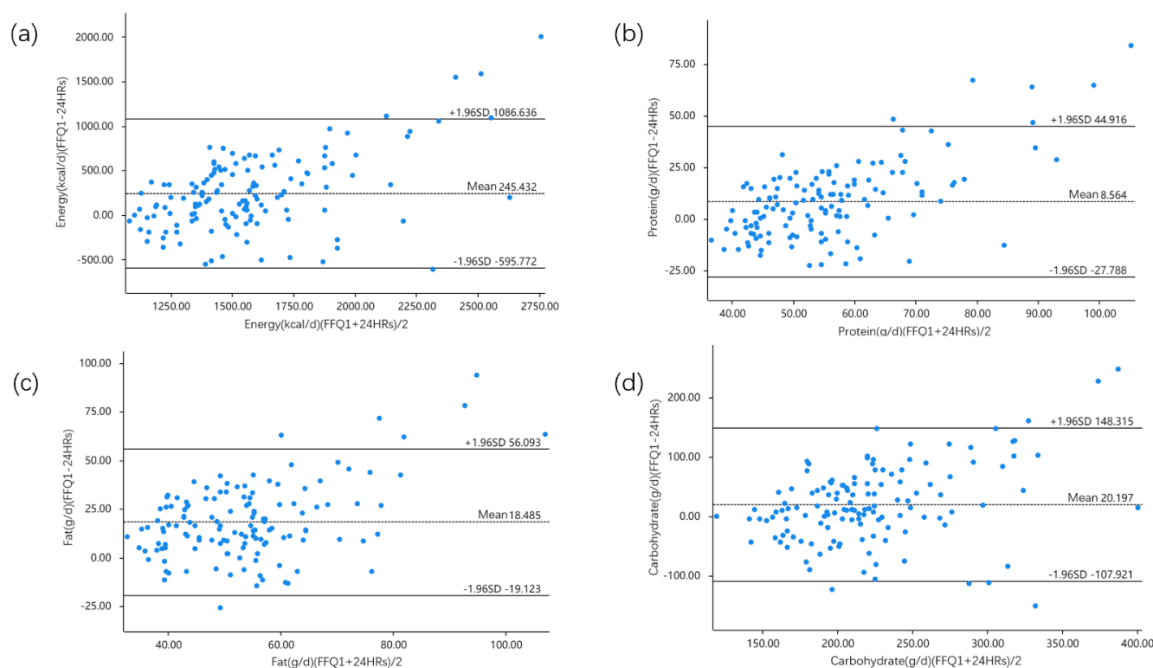 (a)
Energy(kcal/d)(FFQ1-24HRs)
2000.00
1500.00
1000.00
500.00
0.00
-500.00
+1.96SD 1086.636
Mean 245.432
-1.96SD -595.772
1250.00 1500.00 1750.00 2000.00 2250.00 2500.00 2750.00
Energy(kcal/d)(FFQ1+24HRs)/2
(b)
Protein(g/d)(FFQ1-24HRs)
75.00
50.00
25.00
0.00
-25.00
+1.96SD 44.916
Mean 8.564
-1.96SD -27.788
40.00 50.00 60.00 70.00 80.00 90.00 100.00
Protein(g/d)(FFQ1+24HRs)/2
(c)
Fat(g/d)(FFQ1-24HRs)
100.00
75.00
50.00
25.00
0.00
-25.00
+1.96SD 56.093
Mean 18.485
-1.96SD -19.123
40.00 60.00 80.00 100.00
Fat(g/d)(FFQ1+24HRs)/2
(d)
Carbohydrate(g/d)(FFQ1-24HRs)
200.00
100.00
0.00
-100.00
+1.96SD 148.315
Mean 20.197
-1.96SD -107.921
150.00 200.00 250.00 300.00 350.00 400.00
Carbohydrate(g/d)(FFQ1+24HRs)/2